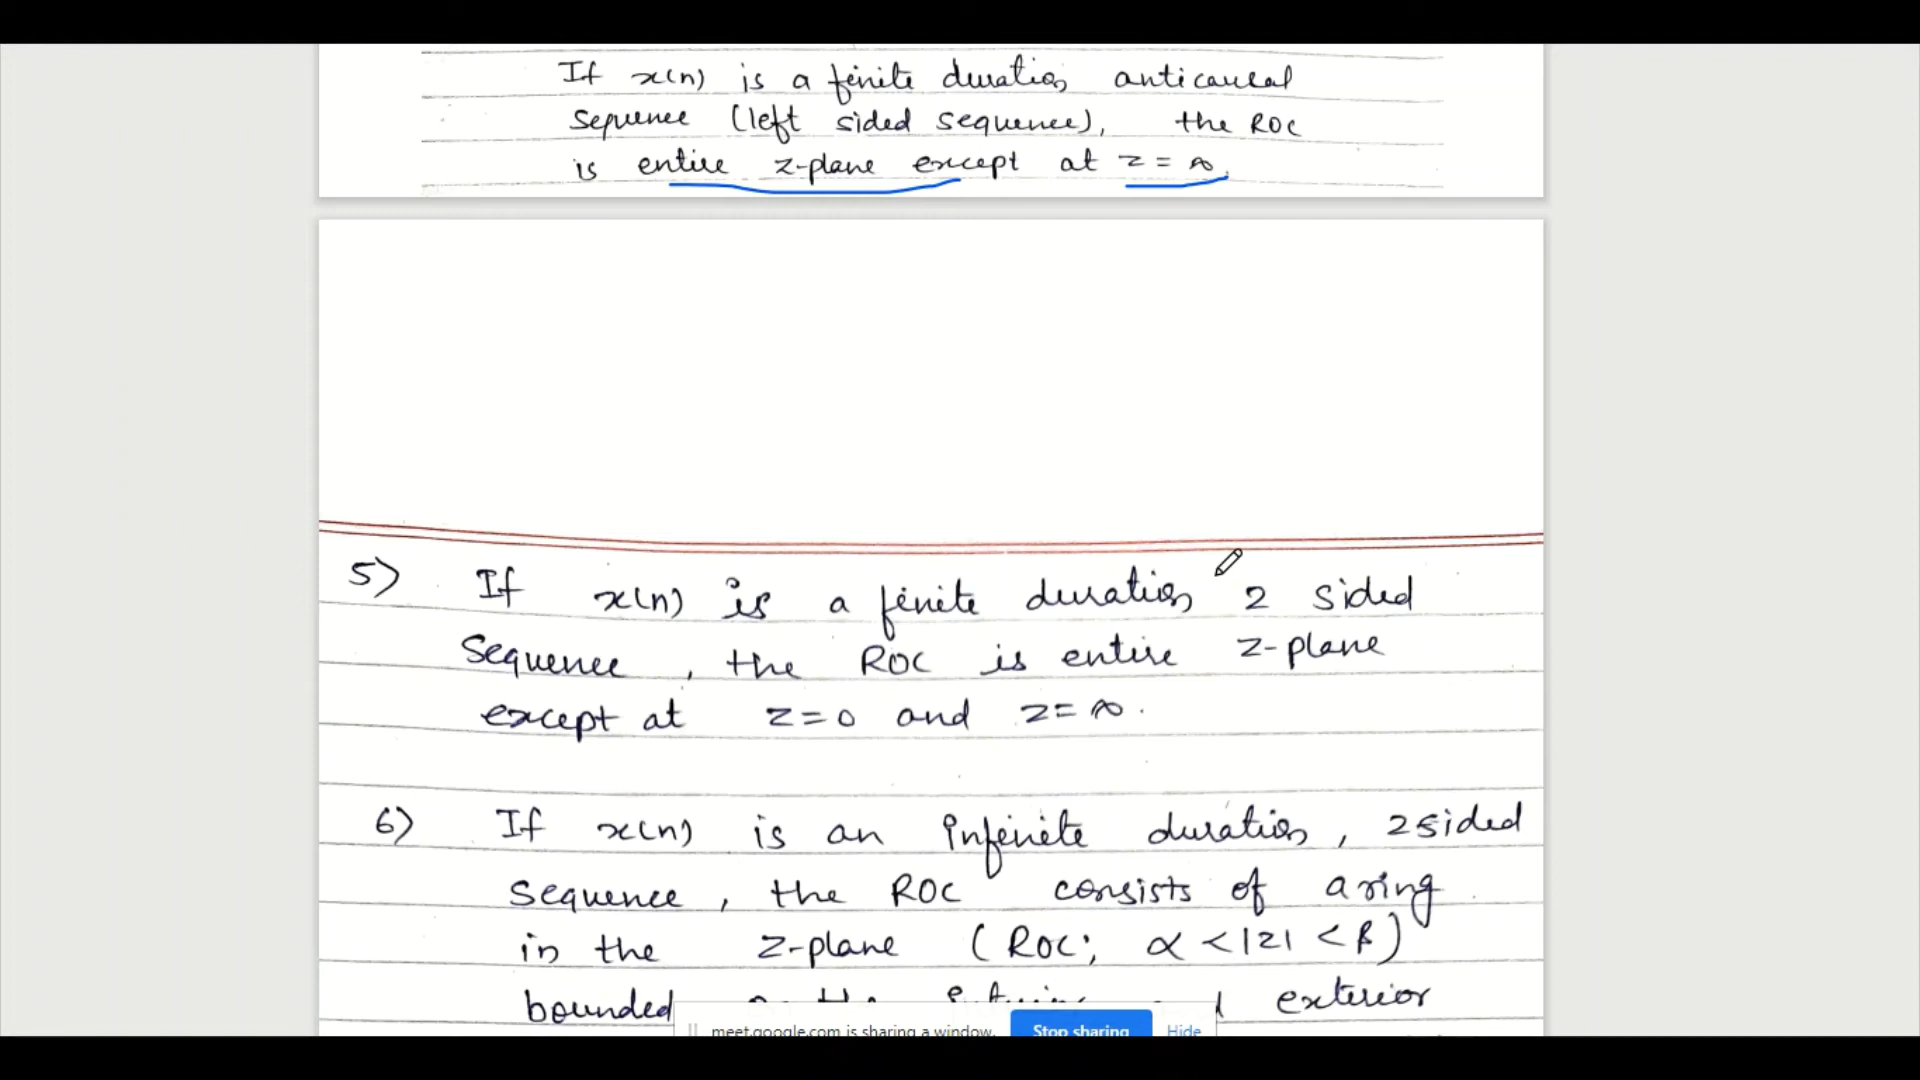 If x(n) is a finite duration anticausal
sequence (left sided sequence), the ROC
is entire z-plane except at z = ∞.
5) If x(n) is a finite duration 2 sided
Sequence, the ROC is entire z-plane
except at z=0 and z=∞.
6) If x(n) is an infinite duration, 2 sided
Sequence, the ROC consists of a ring
in the z-plane (ROC; α < |z| < β)
bounded exterior
meet.google.com is sharing a window. Stop sharing Hide